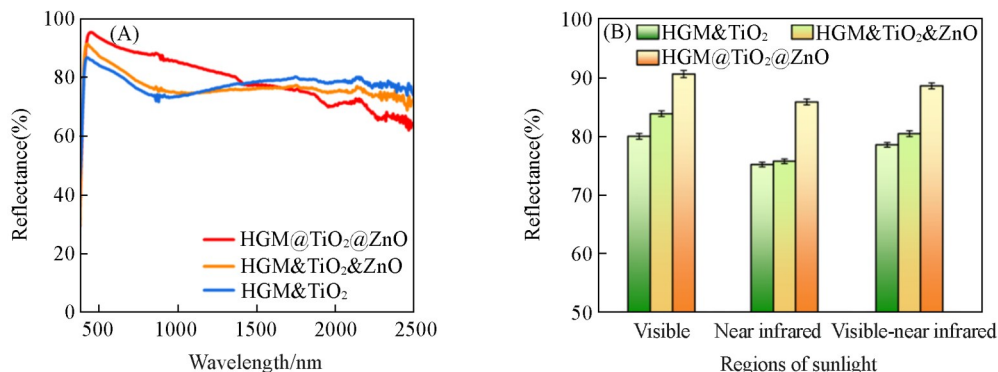 (A)
100
80
60
40
20
0
Reflectance(%)
HGM@TiO₂@ZnO
HGM&TiO₂&ZnO
HGM&TiO₂
500
1000
1500
2000
2500
Wavelength/nm
(B)
HGM&TiO₂
HGM&TiO₂&ZnO
HGM@TiO₂@ZnO
100
90
80
70
60
50
Reflectance(%)
Visible
Near infrared
Visible-near infrared
Regions of sunlight